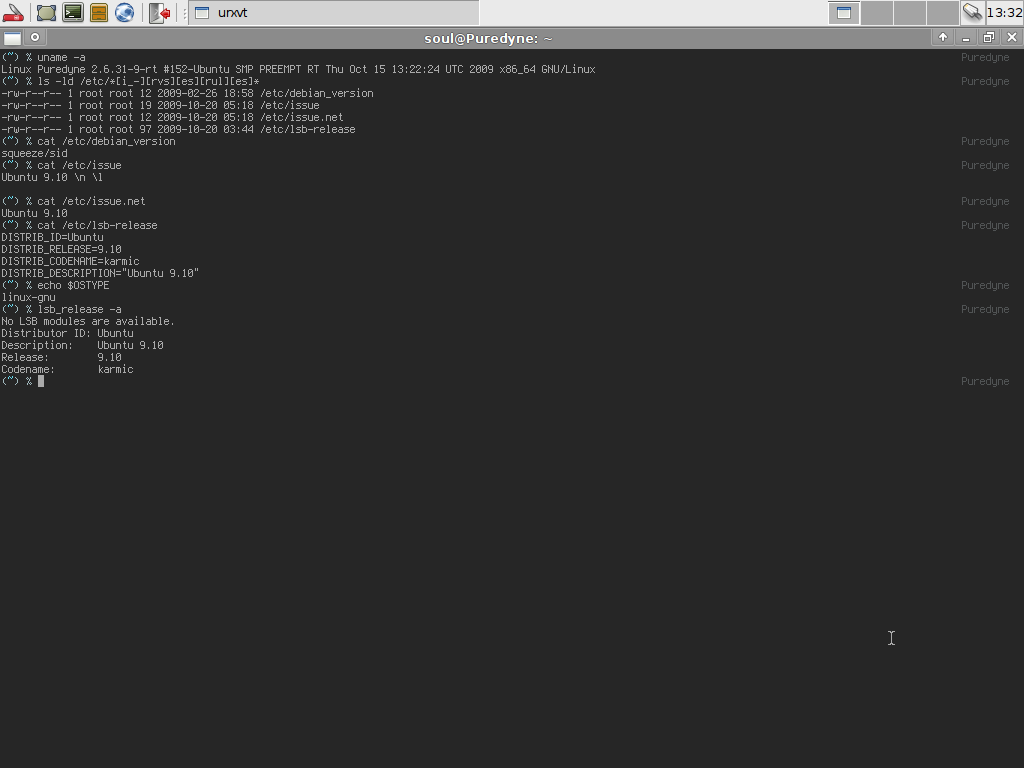 urxvt
13:32
soul@Puredyne: ~
(~) % uname -a Puredyne
Linux Puredyne 2.6.31-9-rt #152-Ubuntu SMP PREEMPT RT Thu Oct 15 13:22:24 UTC 2009 x86_64 GNU/Linux
(~) % ls -ld /etc/*[i_-][rvs][es][rul][es]* Puredyne
-rw-r--r-- 1 root root 12 2009-02-26 18:58 /etc/debian_version
-rw-r--r-- 1 root root 19 2009-10-20 05:18 /etc/issue
-rw-r--r-- 1 root root 12 2009-10-20 05:18 /etc/issue.net
-rw-r--r-- 1 root root 97 2009-10-20 03:44 /etc/lsb-release
(~) % cat /etc/debian_version Puredyne
squeeze/sid
(~) % cat /etc/issue Puredyne
Ubuntu 9.10 \n \l
(~) % cat /etc/issue.net Puredyne
Ubuntu 9.10
(~) % cat /etc/lsb-release Puredyne
DISTRIB_ID=Ubuntu
DISTRIB_RELEASE=9.10
DISTRIB_CODENAME=karmic
DISTRIB_DESCRIPTION="Ubuntu 9.10"
(~) % echo $OSTYPE Puredyne
linux-gnu
(~) % lsb_release -a Puredyne
No LSB modules are available.
Distributor ID: Ubuntu
Description:    Ubuntu 9.10
Release:        9.10
Codename:       karmic
(~) % Puredyne